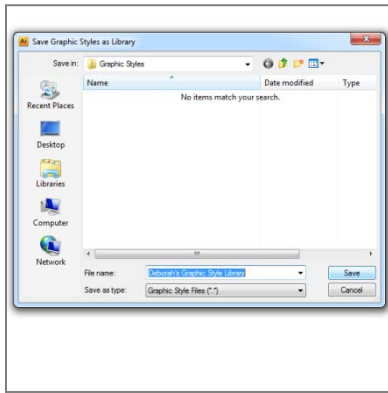 Save Graphic Styles as Library
Save in: Graphic Styles
Name Date modified Type
No items match your search.
Recent Places
Desktop
Libraries
Computer
Network
File name: Deborah's Graphic Style Library Save
Save as type: Graphic Style Files (*.*) Cancel